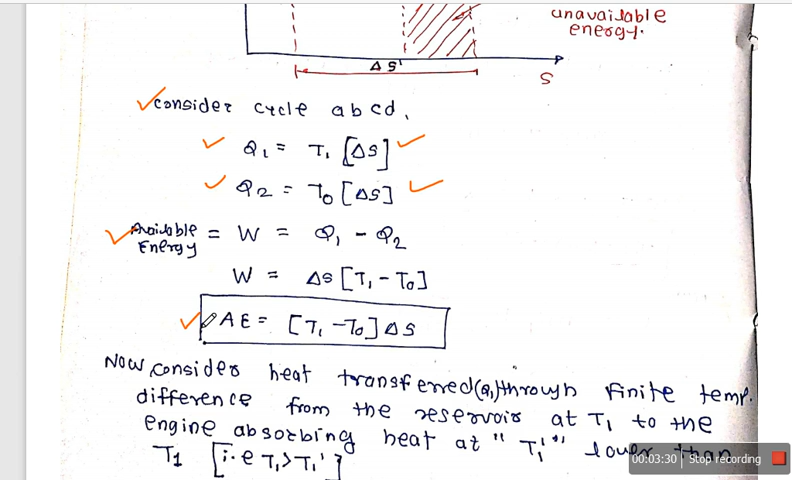 unavailable
energy.
Δ S'
S
consider cycle abcd,
Q1 = T1 [ΔS]
Q2 = T0 [ΔS]
Available
Energy = W = Q1 - Q2
W = ΔS [T1 - T0]
AE = [T1 - T0] ΔS
Now consider heat transferred (Q1) through finite temp.
difference from the reservoir at T1 to the
engine absorbing heat at "T1'" lower than
T1 [i.e T1 > T1']
00:03:30 | Stop recording